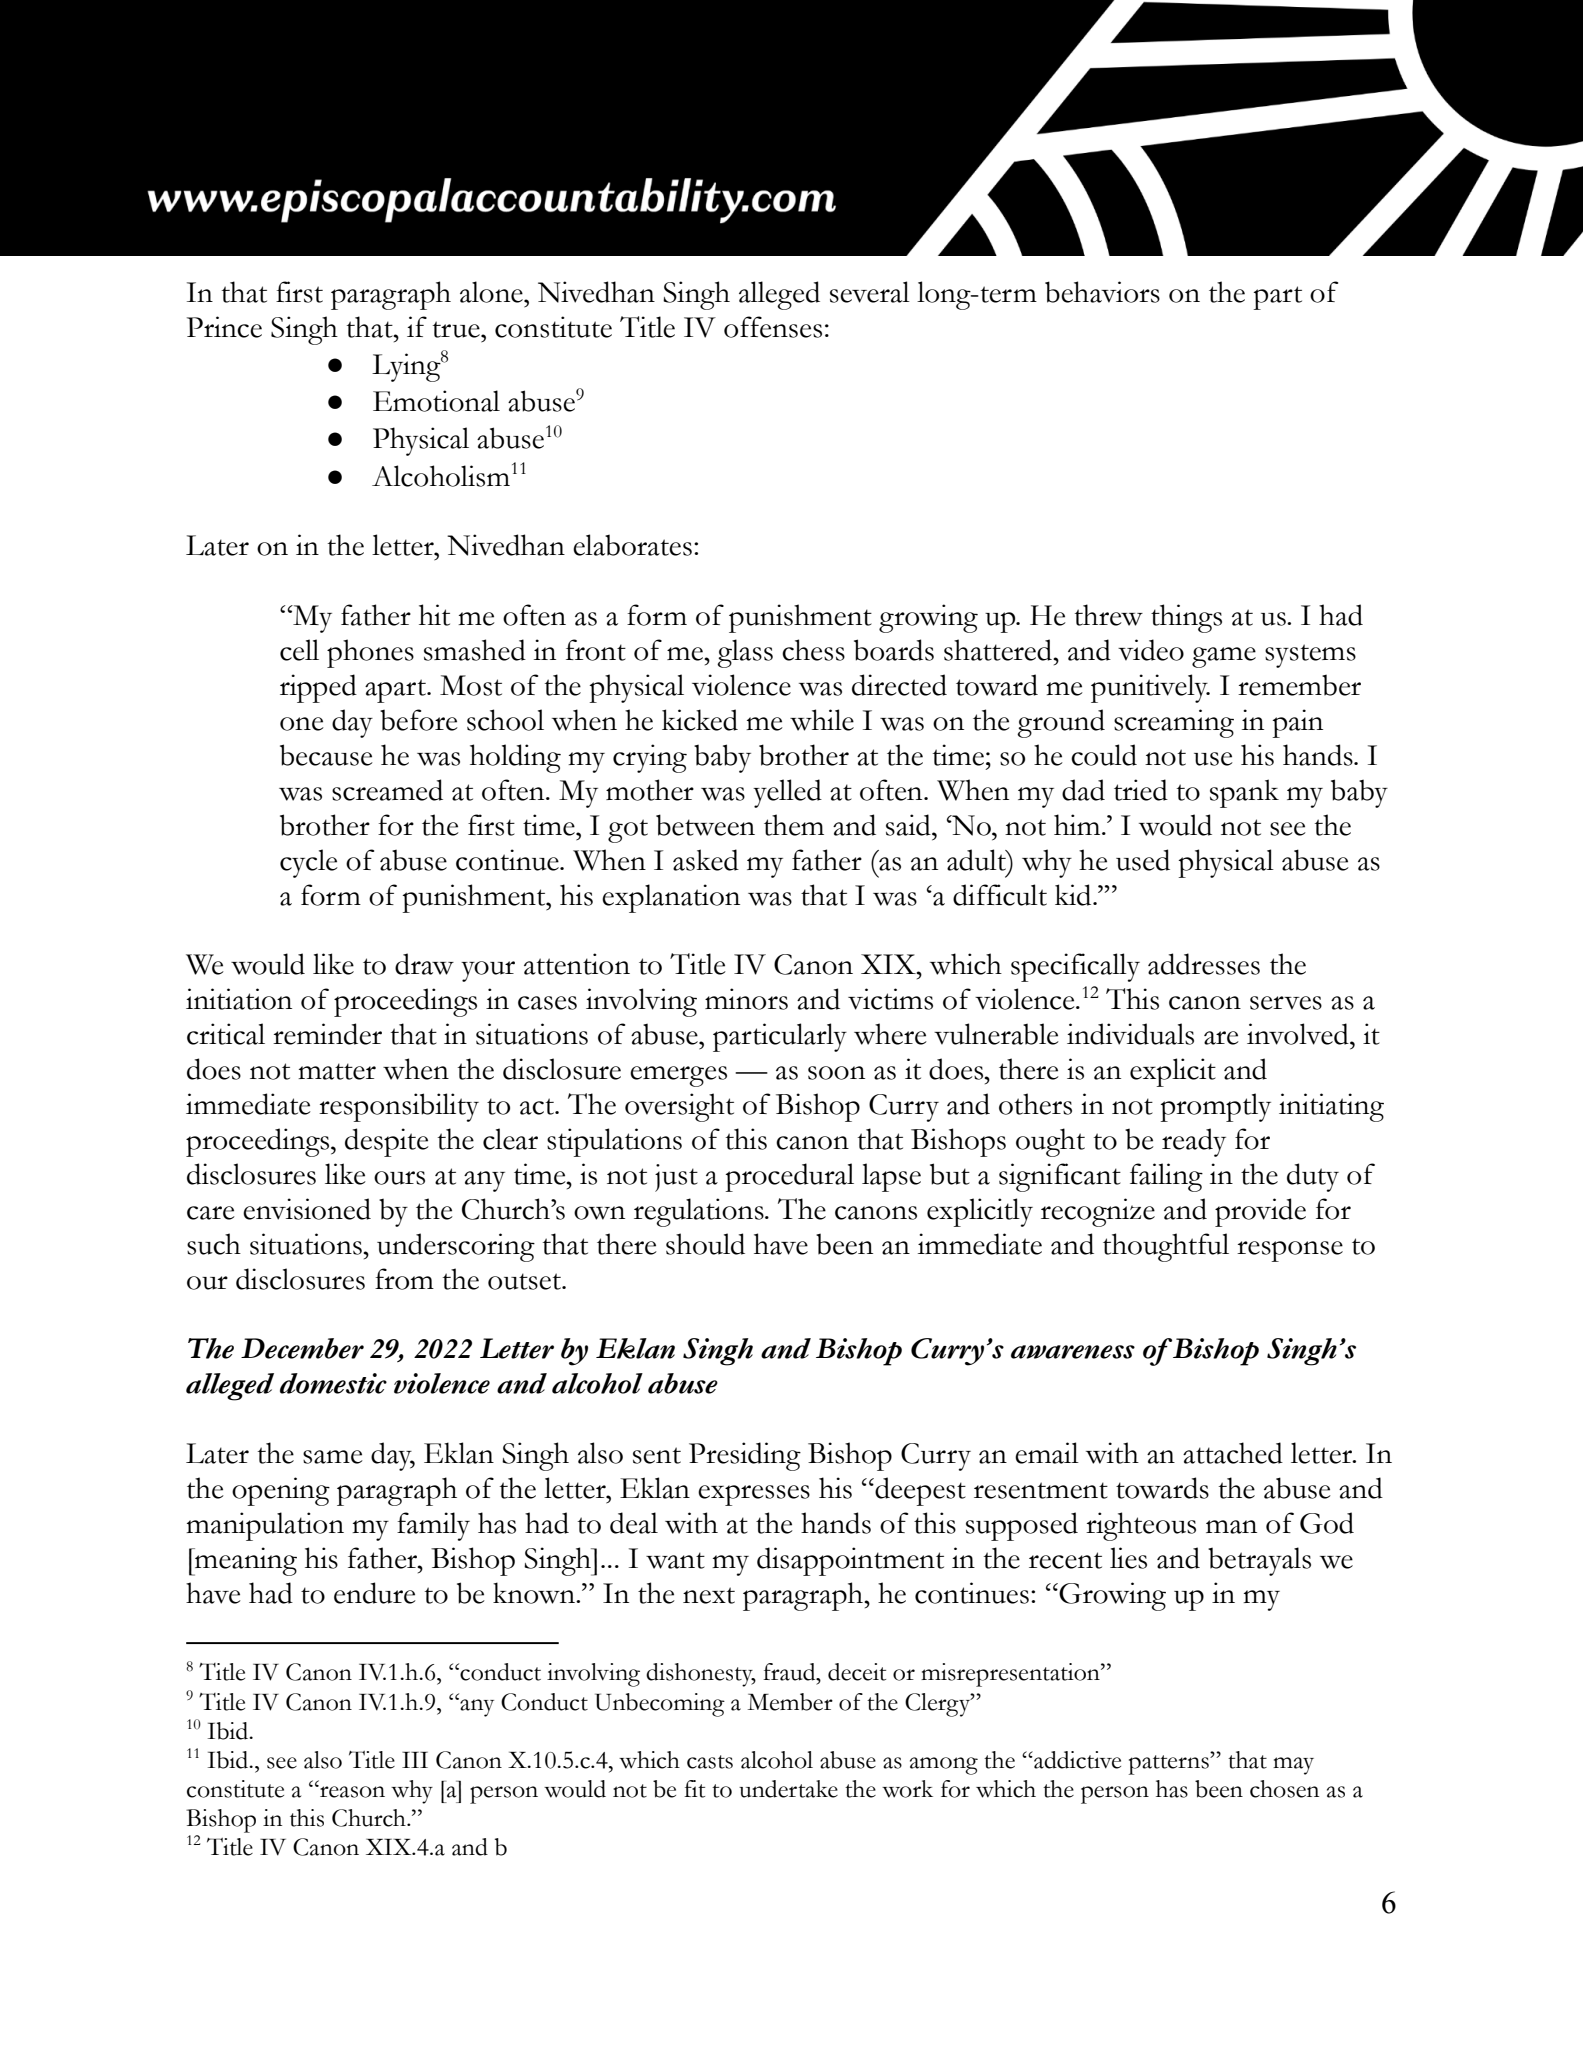 www.episcopalaccountability.com
In that first paragraph alone, Nivedhan Singh alleged several long-term behaviors on the part of
Prince Singh that, if true, constitute Title IV offenses:
● Lying8
● Emotional abuse9
● Physical abuse10
● Alcoholism11
Later on in the letter, Nivedhan elaborates:
“My father hit me often as a form of punishment growing up. He threw things at us. I had
cell phones smashed in front of me, glass chess boards shattered, and video game systems
ripped apart. Most of the physical violence was directed toward me punitively. I remember
one day before school when he kicked me while I was on the ground screaming in pain
because he was holding my crying baby brother at the time; so he could not use his hands. I
was screamed at often. My mother was yelled at often. When my dad tried to spank my baby
brother for the first time, I got between them and said, ‘No, not him.’ I would not see the
cycle of abuse continue. When I asked my father (as an adult) why he used physical abuse as
a form of punishment, his explanation was that I was ‘a difficult kid.’”
We would like to draw your attention to Title IV Canon XIX, which specifically addresses the
initiation of proceedings in cases involving minors and victims of violence.12 This canon serves as a
critical reminder that in situations of abuse, particularly where vulnerable individuals are involved, it
does not matter when the disclosure emerges — as soon as it does, there is an explicit and
immediate responsibility to act. The oversight of Bishop Curry and others in not promptly initiating
proceedings, despite the clear stipulations of this canon that Bishops ought to be ready for
disclosures like ours at any time, is not just a procedural lapse but a significant failing in the duty of
care envisioned by the Church’s own regulations. The canons explicitly recognize and provide for
such situations, underscoring that there should have been an immediate and thoughtful response to
our disclosures from the outset.
The December 29, 2022 Letter by Eklan Singh and Bishop Curry’s awareness of Bishop Singh’s
alleged domestic violence and alcohol abuse
Later the same day, Eklan Singh also sent Presiding Bishop Curry an email with an attached letter. In
the opening paragraph of the letter, Eklan expresses his “deepest resentment towards the abuse and
manipulation my family has had to deal with at the hands of this supposed righteous man of God
[meaning his father, Bishop Singh]... I want my disappointment in the recent lies and betrayals we
have had to endure to be known.” In the next paragraph, he continues: “Growing up in my
8 Title IV Canon IV.1.h.6, “conduct involving dishonesty, fraud, deceit or misrepresentation”
9 Title IV Canon IV.1.h.9, “any Conduct Unbecoming a Member of the Clergy”
10 Ibid.
11 Ibid., see also Title III Canon X.10.5.c.4, which casts alcohol abuse as among the “addictive patterns” that may
constitute a “reason why [a] person would not be fit to undertake the work for which the person has been chosen as a
Bishop in this Church.”
12 Title IV Canon XIX.4.a and b
6